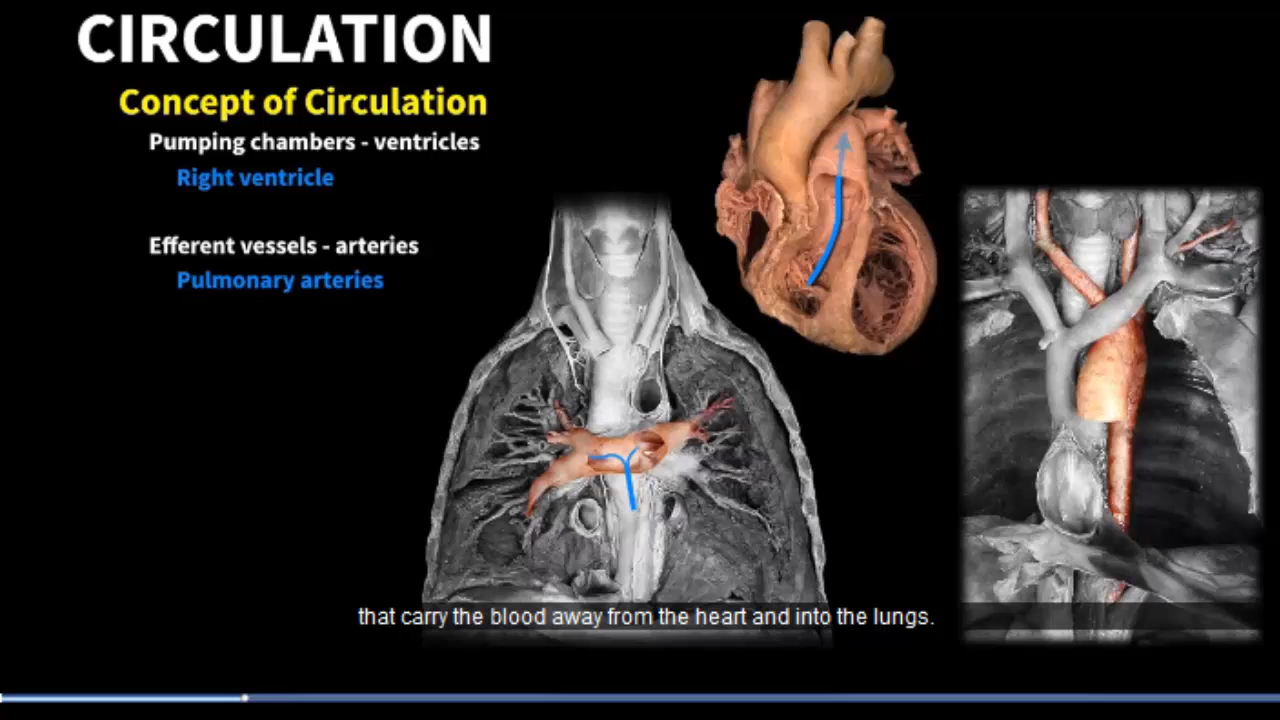 CIRCULATION
Concept of Circulation
Pumping chambers - ventricles
Right ventricle
Efferent vessels - arteries
Pulmonary arteries
that carry the blood away from the heart and into the lungs.